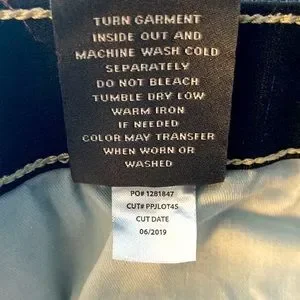 TURN GARMENT
INSIDE OUT AND
MACHINE WASH COLD
SEPARATELY
DO NOT BLEACH
TUMBLE DRY LOW
WARM IRON
IF NEEDED
COLOR MAY TRANSFER
WHEN WORN OR
WASHED
PO# 1281847
CUT# PPJLOT45
CUT DATE
06/2019